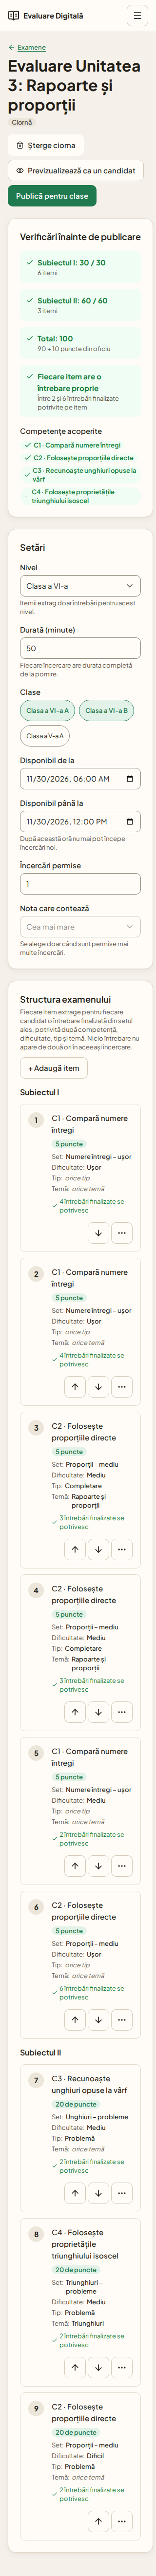 Evaluare Digitală
Examene
Evaluare Unitatea
3: Rapoarte și
proporții
Ciornă
Șterge ciorna
Previzualizează ca un candidat
Publică pentru clase
Verificări înainte de publicare
Subiectul I: 30 / 30
6 itemi
Subiectul II: 60 / 60
3 itemi
Total: 100
90 + 10 puncte din oficiu
Fiecare item are o
întrebare proprie
Între 2 și 6 întrebări finalizate
potrivite pe item
Competențe acoperite
C1 · Compară numere întregi
C2 · Folosește proporțiile directe
C3 · Recunoaște unghiuri opuse la
vârf
C4 · Folosește proprietățile
triunghiului isoscel
Setări
Nivel
Clasa a VI-a
Itemii extrag doar întrebări pentru acest
nivel.
Durată (minute)
50
Fiecare încercare are durata completă
de la pornire.
Clase
Clasa a VI-a A
Clasa a VI-a B
Clasa a V-a A
Disponibil de la
11/30/2026, 06:00 AM
Disponibil până la
11/30/2026, 12:00 PM
După această oră nu mai pot începe
încercări noi.
Încercări permise
1
Nota care contează
Cea mai mare
Se alege doar când sunt permise mai
multe încercări.
Structura examenului
Fiecare item extrage pentru fiecare
candidat o întrebare finalizată din setul
ales, potrivită după competență,
dificultate, tip și temă. Nicio întrebare nu
apare de două ori în aceeași încercare.
+ Adaugă item
Subiectul I
1
C1 · Compară numere
întregi
5 puncte
Set: Numere întregi – ușor
Dificultate: Ușor
Tip: orice tip
Temă: orice temă
4 întrebări finalizate se
potrivesc
2
C1 · Compară numere
întregi
5 puncte
Set: Numere întregi – ușor
Dificultate: Ușor
Tip: orice tip
Temă: orice temă
4 întrebări finalizate se
potrivesc
3
C2 · Folosește
proporțiile directe
5 puncte
Set: Proporții – mediu
Dificultate: Mediu
Tip: Completare
Temă: Rapoarte și
proporții
3 întrebări finalizate se
potrivesc
4
C2 · Folosește
proporțiile directe
5 puncte
Set: Proporții – mediu
Dificultate: Mediu
Tip: Completare
Temă: Rapoarte și
proporții
3 întrebări finalizate se
potrivesc
5
C1 · Compară numere
întregi
5 puncte
Set: Numere întregi – ușor
Dificultate: Mediu
Tip: orice tip
Temă: orice temă
2 întrebări finalizate se
potrivesc
6
C2 · Folosește
proporțiile directe
5 puncte
Set: Proporții – mediu
Dificultate: Ușor
Tip: orice tip
Temă: orice temă
6 întrebări finalizate se
potrivesc
Subiectul II
7
C3 · Recunoaște
unghiuri opuse la vârf
20 de puncte
Set: Unghiuri – probleme
Dificultate: Mediu
Tip: Problemă
Temă: orice temă
2 întrebări finalizate se
potrivesc
8
C4 · Folosește
proprietățile
triunghiului isoscel
20 de puncte
Set: Triunghiuri –
probleme
Dificultate: Mediu
Tip: Problemă
Temă: Triunghiuri
2 întrebări finalizate se
potrivesc
9
C2 · Folosește
proporțiile directe
20 de puncte
Set: Proporții – mediu
Dificultate: Dificil
Tip: Problemă
Temă: orice temă
2 întrebări finalizate se
potrivesc